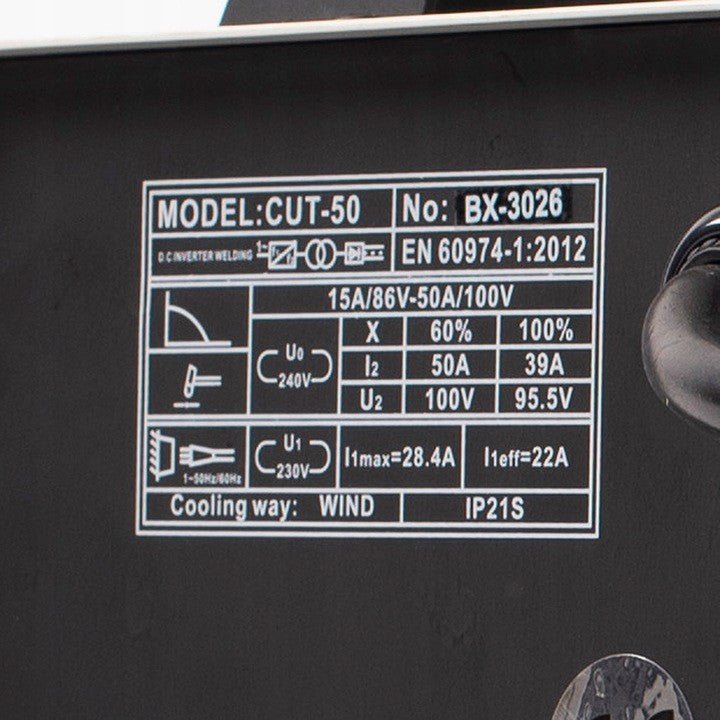 MODEL:CUT-50 No: BX-3026
D.C INVERTER WELDING 1~ EN 60974-1:2012
15A/86V-50A/100V
X 60% 100%
U0 240V I2 50A 39A
U2 100V 95.5V
1~50Hz/60Hz U1 230V I1max=28.4A I1eff=22A
Cooling way: WIND IP21S